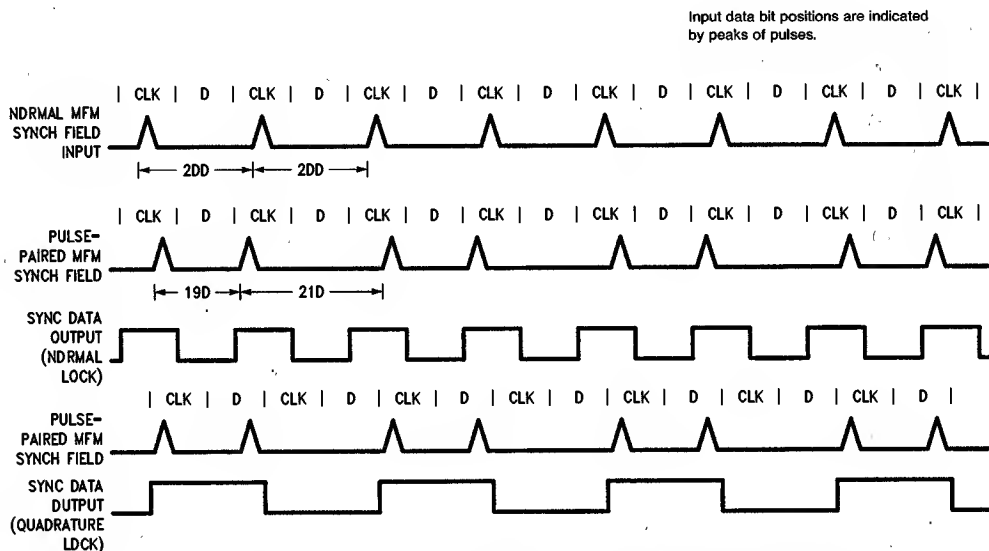 Input data bit positions are indicated
by peaks of pulses.
| CLK | D | CLK | D | CLK | D | CLK | D | CLK | D | CLK | D | CLK | D | CLK |
NDRMAL MFM
SYNCH FIELD
INPUT
2DD 2DD
| CLK | D | CLK | D | CLK | D | CLK | D | CLK | D | CLK | D | CLK | D | CLK |
PULSE-
PAIRED MFM
SYNCH FIELD
19D 21D
SYNC DATA
OUTPUT
(NDRMAL
LOCK)
| CLK | D | CLK | D | CLK | D | CLK | D | CLK | D | CLK | D | CLK | D |
PULSE-
PAIRED MFM
SYNCH FIELD
SYNC DATA
DUTPUT
(QUADRATURE
LDCK)